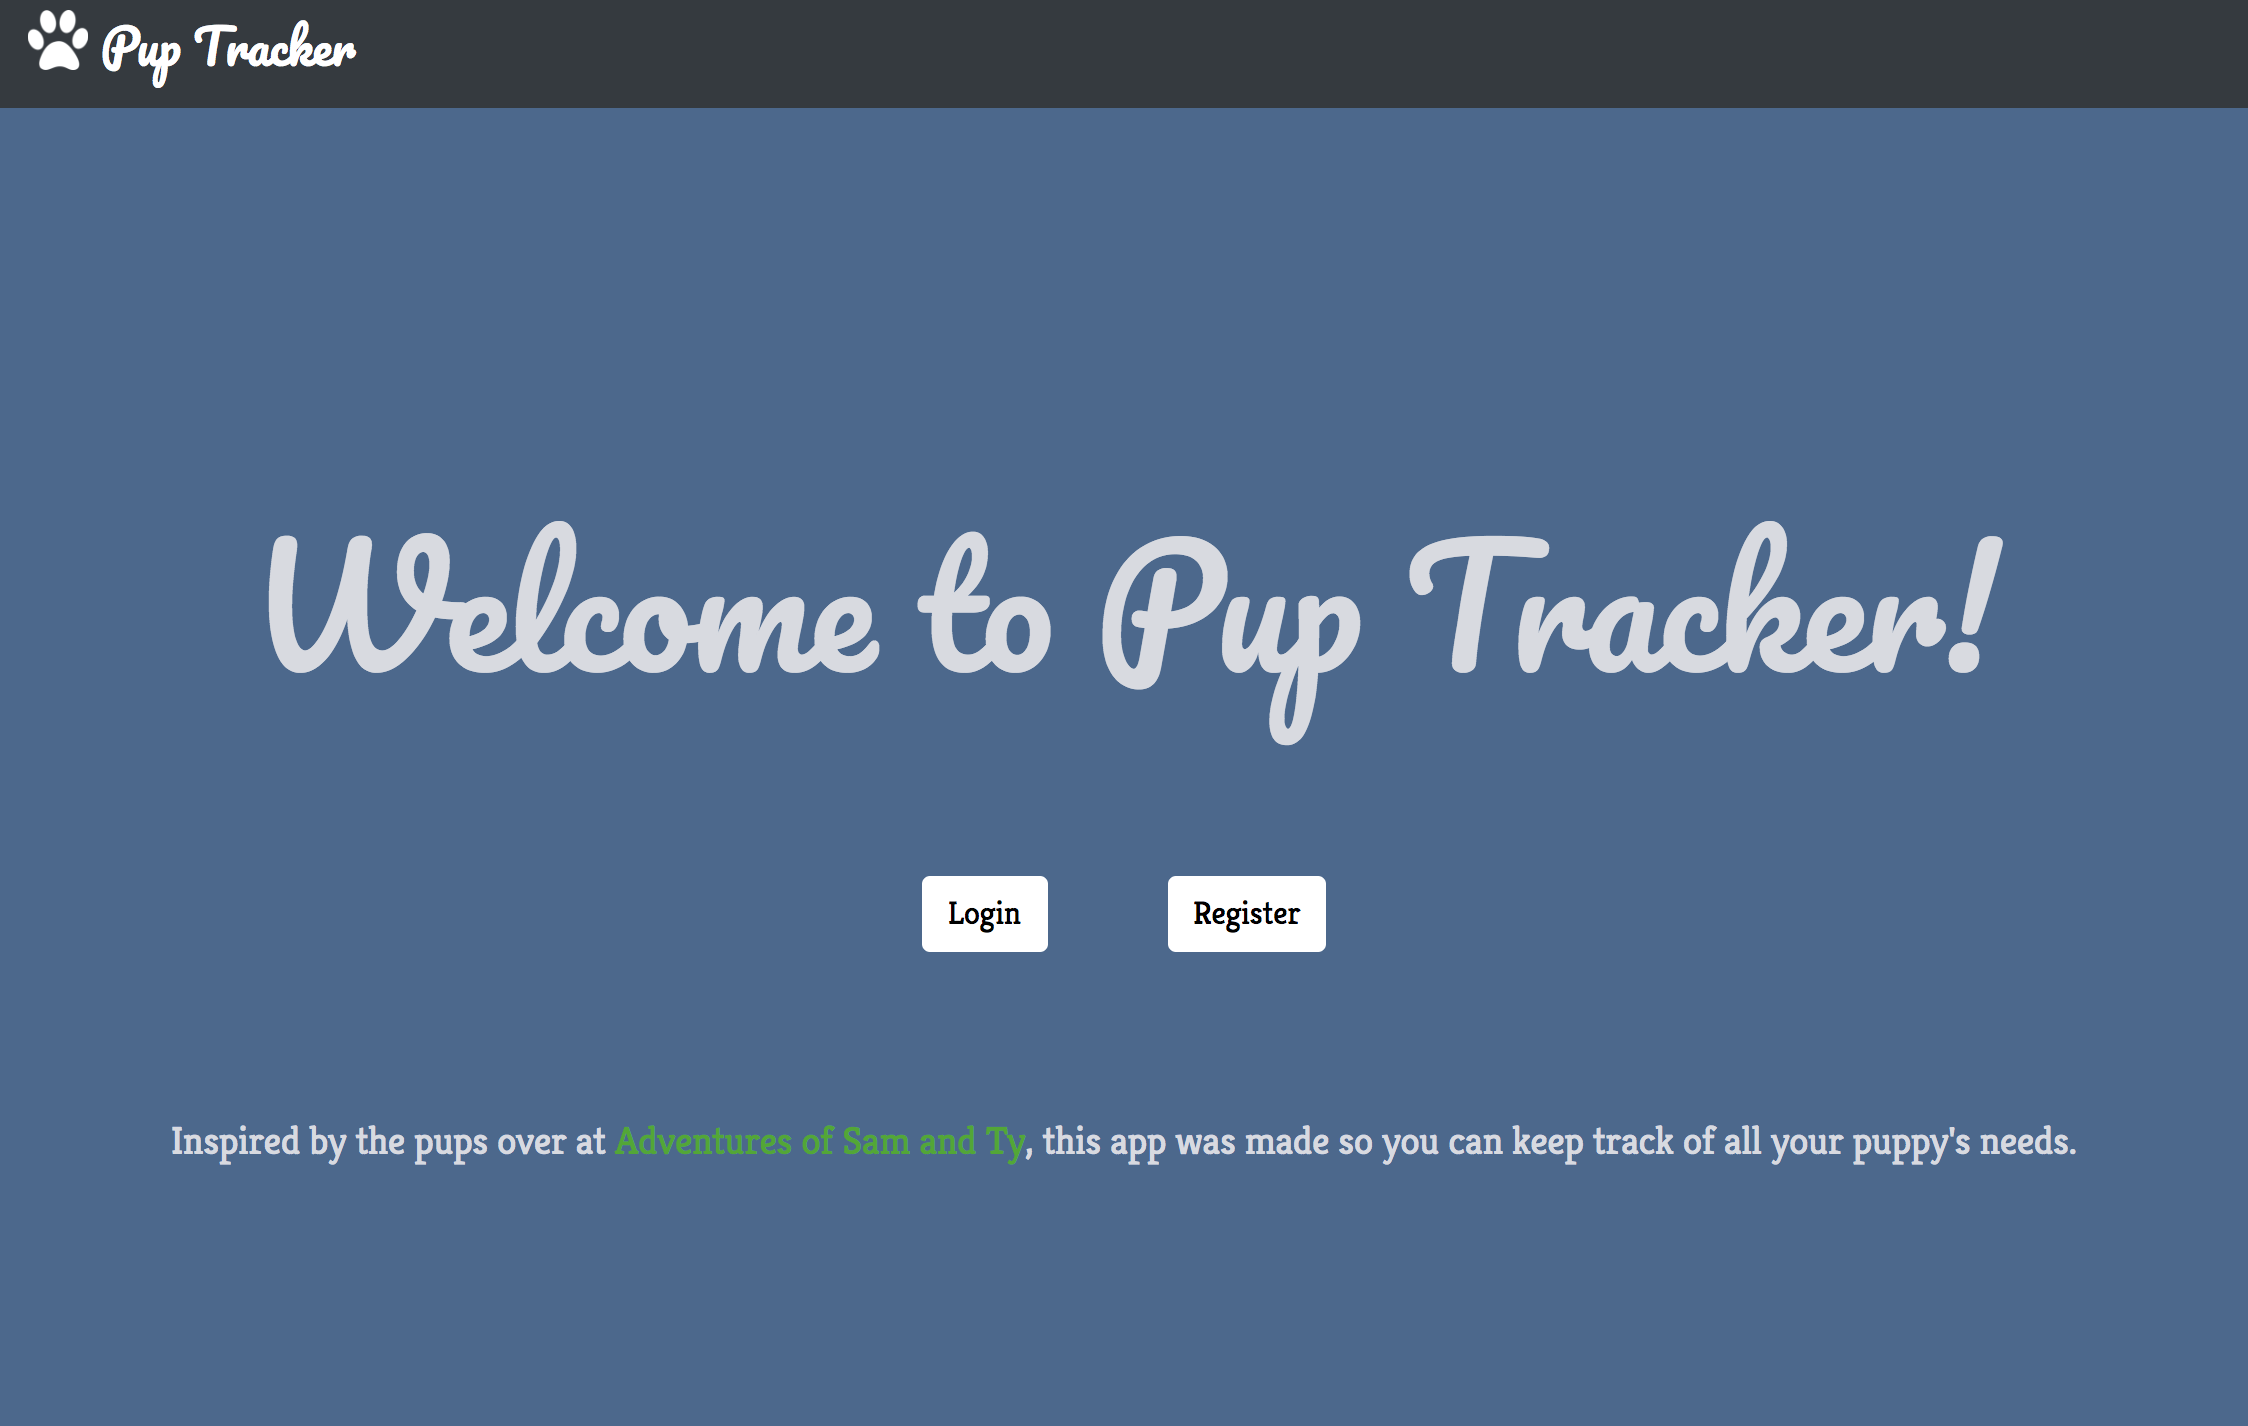 Pup Tracker
Welcome to Pup Tracker!
Login
Register
Inspired by the pups over at Adventures of Sam and Ty, this app was made so you can keep track of all your puppy's needs.